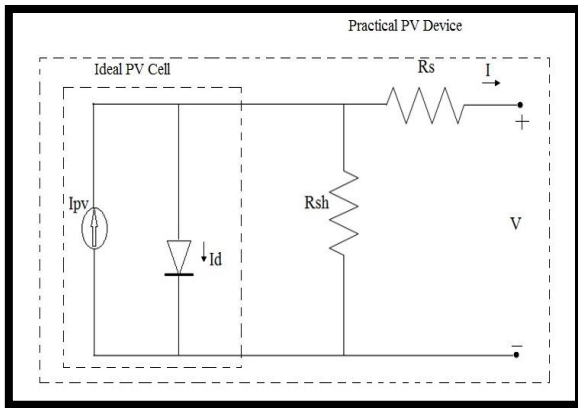 Practical PV Device
Ideal PV Cell
Rs
I
+
Ipv
Id
Rsh
V
−